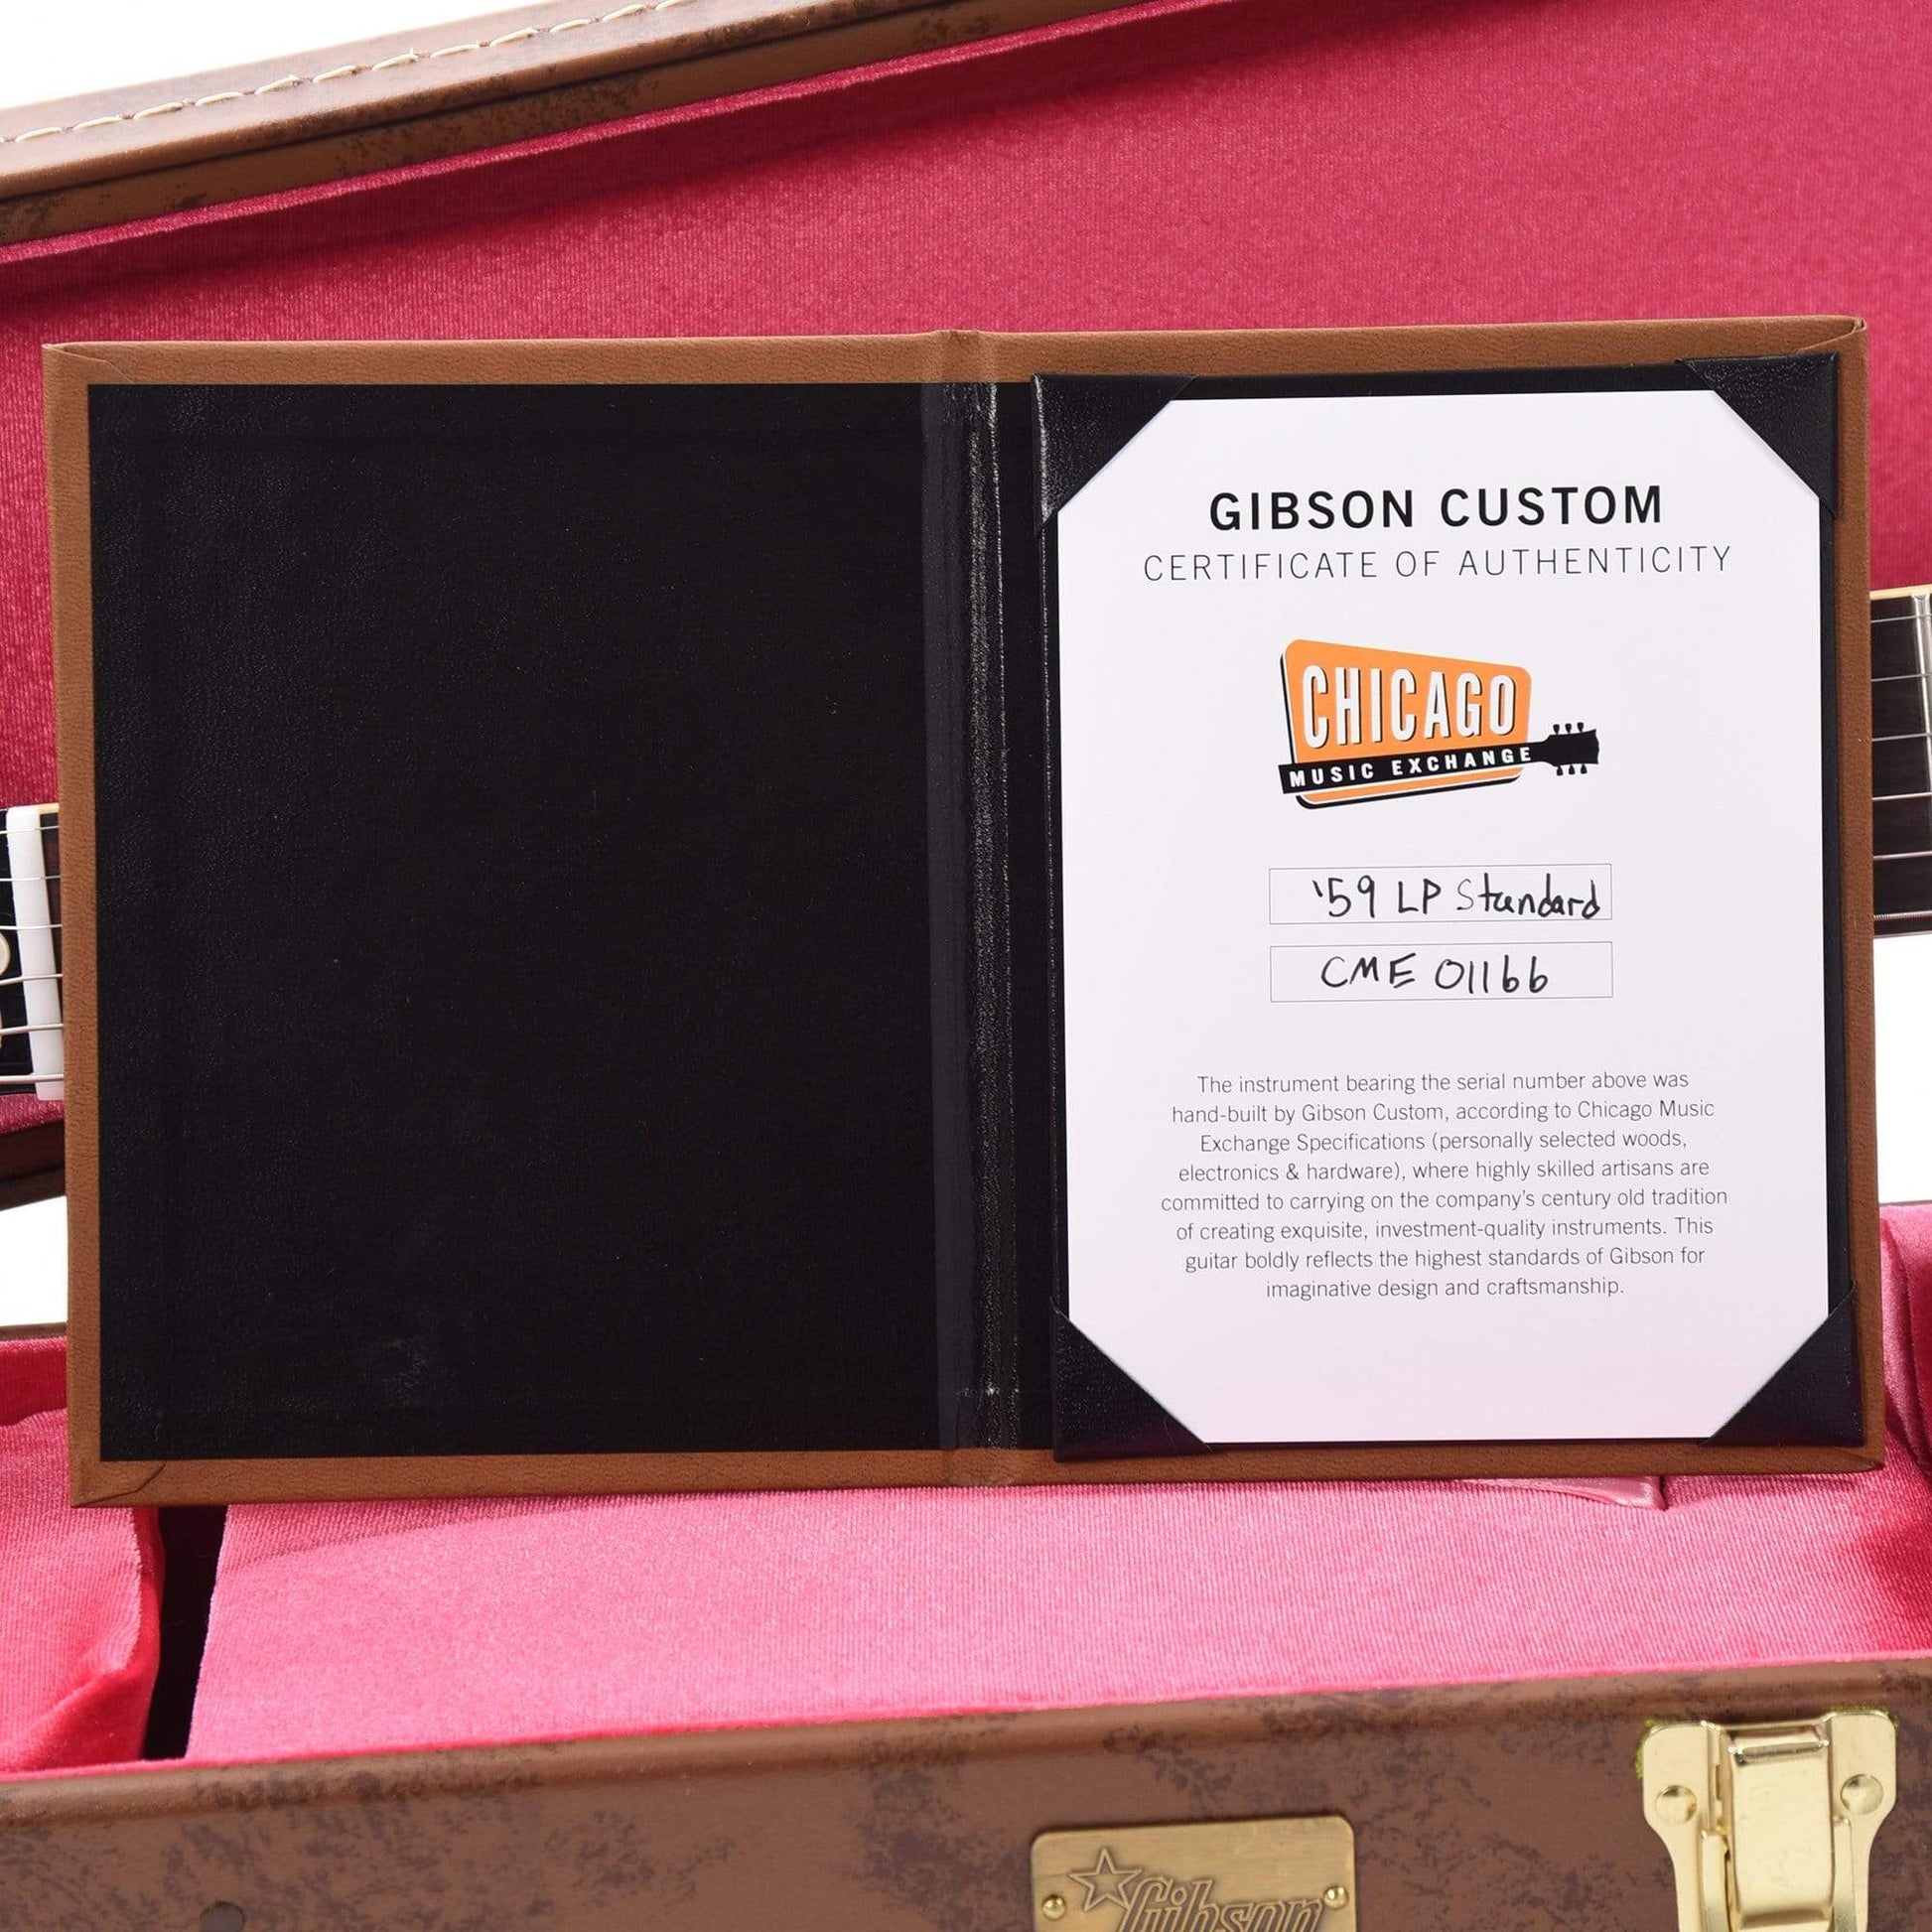 GIBSON CUSTOM
CERTIFICATE OF AUTHENTICITY
CHICAGO
MUSIC EXCHANGE
'59 LP Standard
CME 01166
The instrument bearing the serial number above was
hand-built by Gibson Custom, according to Chicago Music
Exchange Specifications (personally selected woods,
electronics & hardware), where highly skilled artisans are
committed to carrying on the company's century old tradition
of creating exquisite, investment-quality instruments. This
guitar boldly reflects the highest standards of Gibson for
imaginative design and craftsmanship.
Gibson